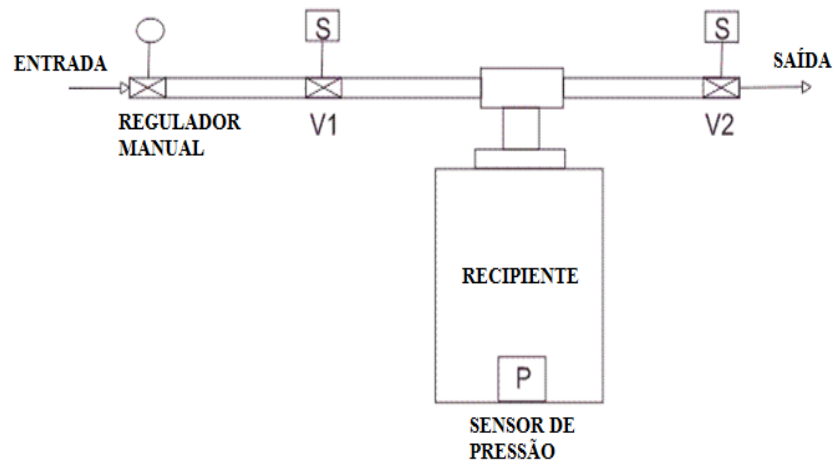 S
S
ENTRADA
SAÍDA
REGULADOR
MANUAL
V1
V2
RECIPIENTE
P
SENSOR DE
PRESSÃO